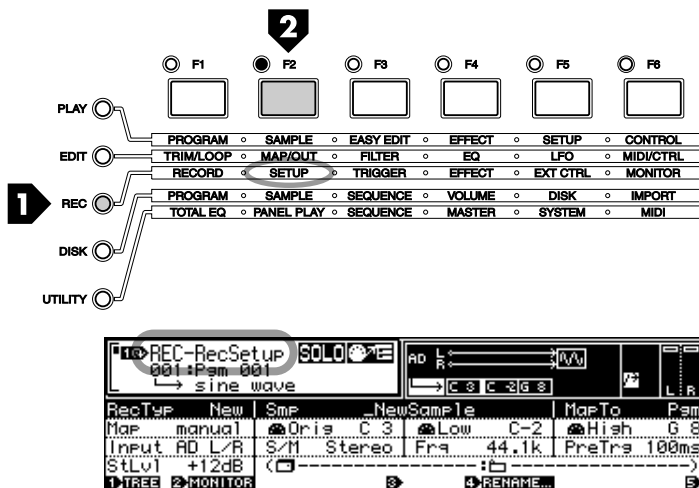 2
F1 F2 F3 F4 F5 F6
PLAY
PROGRAM SAMPLE EASY EDIT EFFECT SETUP CONTROL
EDIT
TRIM/LOOP MAP/OUT FILTER EQ LFO MIDI/CTRL
RECORD SETUP TRIGGER EFFECT EXT CTRL MONITOR
1 REC
PROGRAM SAMPLE SEQUENCE VOLUME DISK IMPORT
TOTAL EQ PANEL PLAY SEQUENCE MASTER SYSTEM MIDI
DISK
UTILITY
REC-RecSetup SOLO AD L R
001:Pgm 001
sine wave C 3 C -2 G 8 L R
RecTyp New Smp _NewSample MapTo Pgm
Map manual Orig C 3 Low C-2 High G 8
Input AD L/R S/M Stereo Frq 44.1k PreTrg 100ms
StLvl +12dB (--------------:--------------)
1 TREE 2 MONITOR 3 4 RENAME...